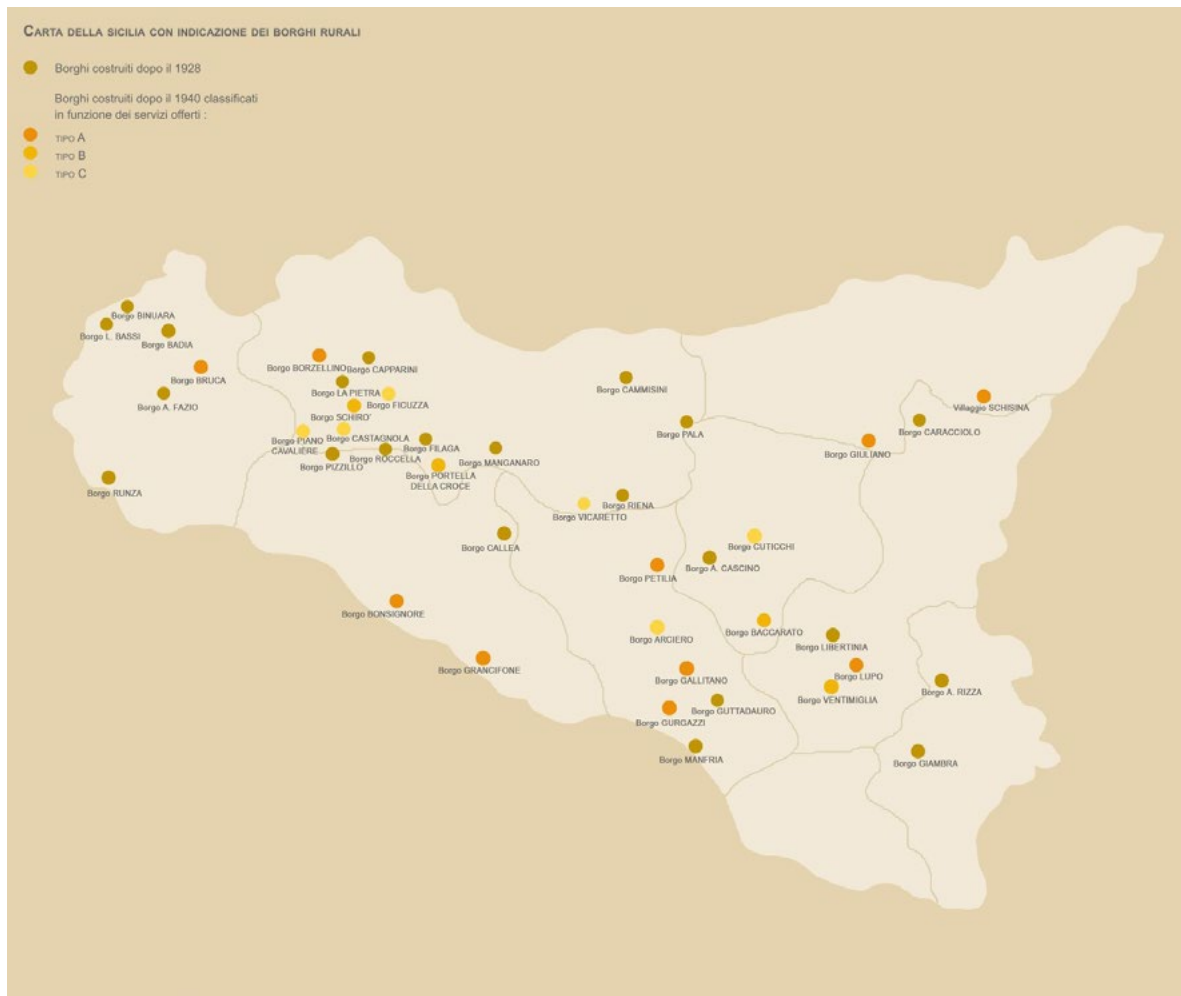 CARTA DELLA SICILIA CON INDICAZIONE DEI BORGHI RURALI
Borghi costruiti dopo il 1928
Borghi costruiti dopo il 1940 classificati
in funzione dei servizi offerti :
TIPO A
TIPO B
TIPO C
Borgo BINUARA
Borgo L. BASSI
Borgo BADIA
Borgo BRUCA
Borgo A. FAZIO
Borgo RUNZA
Borgo BORZELLINO
Borgo CAPPARINI
Borgo LA PIETRA
Borgo FICUZZA
Borgo SCHIRO'
Borgo PIANO
CAVALIERE
Borgo CASTAGNOLA
Borgo PIZZILLO
Borgo ROCCELLA
Borgo FILAGA
Borgo PORTELLA
DELLA CROCE
Borgo MANGANARO
Borgo CAMMISINI
Borgo PALA
Villaggio SCHISINA
Borgo CARACCIOLO
Borgo GIULIANO
Borgo RIENA
Borgo VICARETTO
Borgo CALLEA
Borgo CUTICCHI
Borgo A. CASCINO
Borgo PETILIA
Borgo BONSIGNORE
Borgo GRANCIFONE
Borgo ARCIERO
Borgo BACCARATO
Borgo LIBERTINIA
Borgo LUPO
Borgo VENTIMIGLIA
Borgo GALLITANO
Borgo GUTTADAURO
Borgo GURGAZZI
Borgo MANFRIA
Borgo A. RIZZA
Borgo GIAMBRA